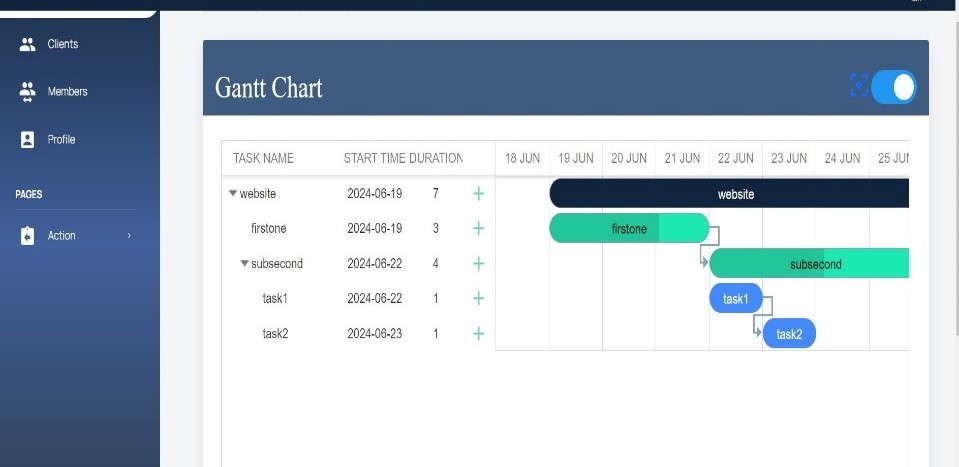 Clients
Members
Profile
PAGES
Action
Gantt Chart
TASK NAME START TIME DURATION 18 JUN 19 JUN 20 JUN 21 JUN 22 JUN 23 JUN 24 JUN 25 JUN
website 2024-06-19 7 + website
firstone 2024-06-19 3 + firstone
subsecond 2024-06-22 4 + subsecond
task1 2024-06-22 1 + task1
task2 2024-06-23 1 + task2